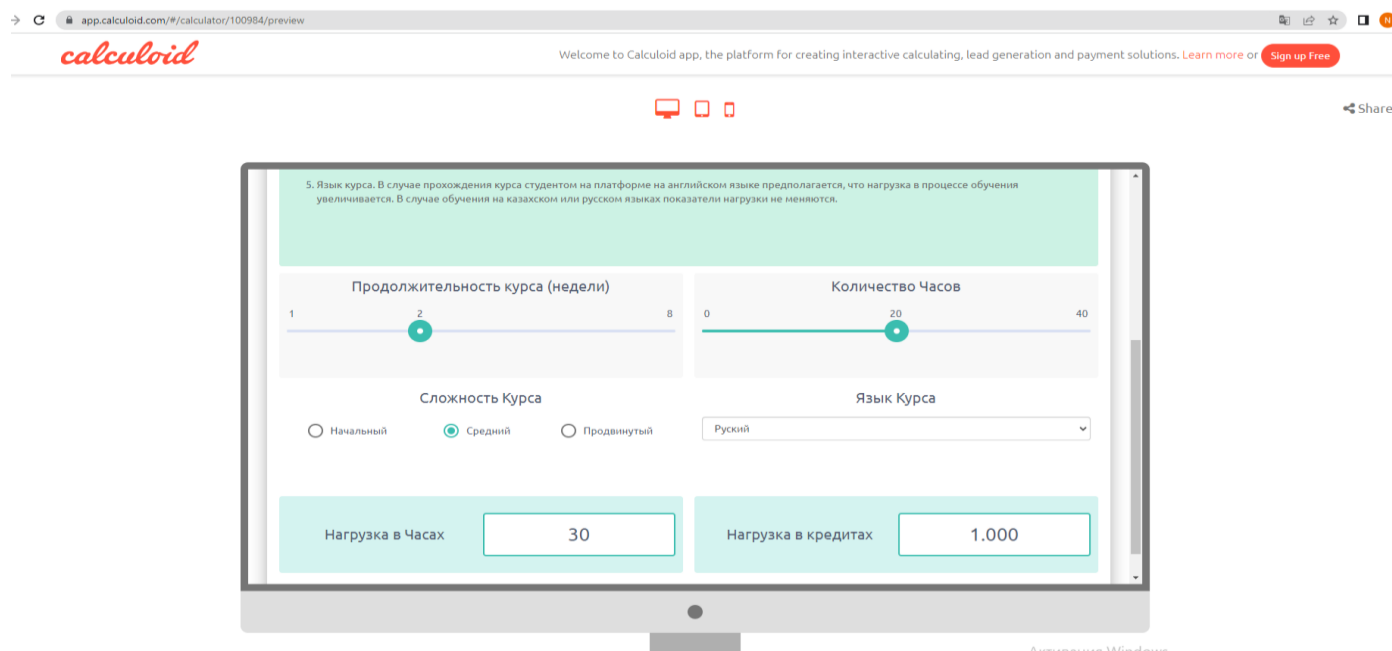 app.calculoid.com/#/calculator/100984/preview
N
calculoid
Welcome to Calculoid app, the platform for creating interactive calculating, lead generation and payment solutions. Learn more or Sign up Free
Share
5. Язык курса. В случае прохождения курса студентом на платформе на английском языке предполагается, что нагрузка в процессе обучения
увеличивается. В случае обучения на казахском или русском языках показатели нагрузки не меняются.
Продолжительность курса (недели)
1 2 8
Количество Часов
0 20 40
Сложность Курса
Начальный Средний Продвинутый
Язык Курса
Руский
Нагрузка в Часах 30
Нагрузка в кредитах 1.000
Активация Windows